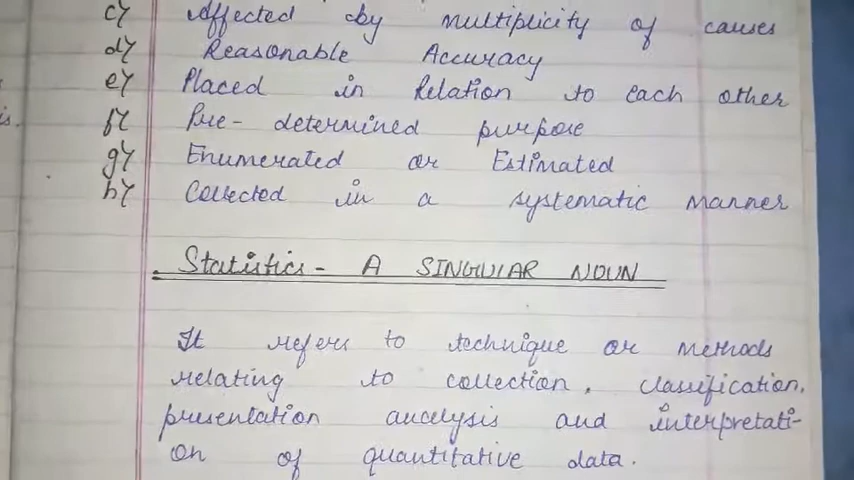 c) Affected by multiplicity of causes
d) Reasonable Accuracy
e) Placed in Relation to each other
f) Pre-determined purpose
g) Enumerated or Estimated
h) Collected in a systematic manner
Statistics - A SINGULAR NOUN
It refers to technique or methods
relating to collection, classification,
presentation analysis and interpretati-
on of quantitative data.
is.